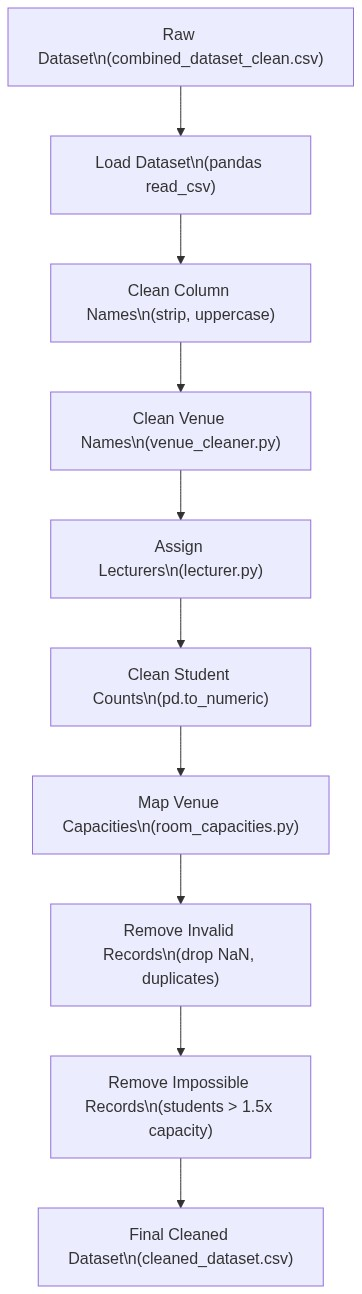 Raw
Dataset\n(combined_dataset_clean.csv)
Load Dataset\n(pandas
read_csv)
Clean Column
Names\n(strip, uppercase)
Clean Venue
Names\n(venue_cleaner.py)
Assign
Lecturers\n(lecturer.py)
Clean Student
Counts\n(pd.to_numeric)
Map Venue
Capacities\n(room_capacities.py)
Remove Invalid
Records\n(drop NaN,
duplicates)
Remove Impossible
Records\n(students > 1.5x
capacity)
Final Cleaned
Dataset\n(cleaned_dataset.csv)